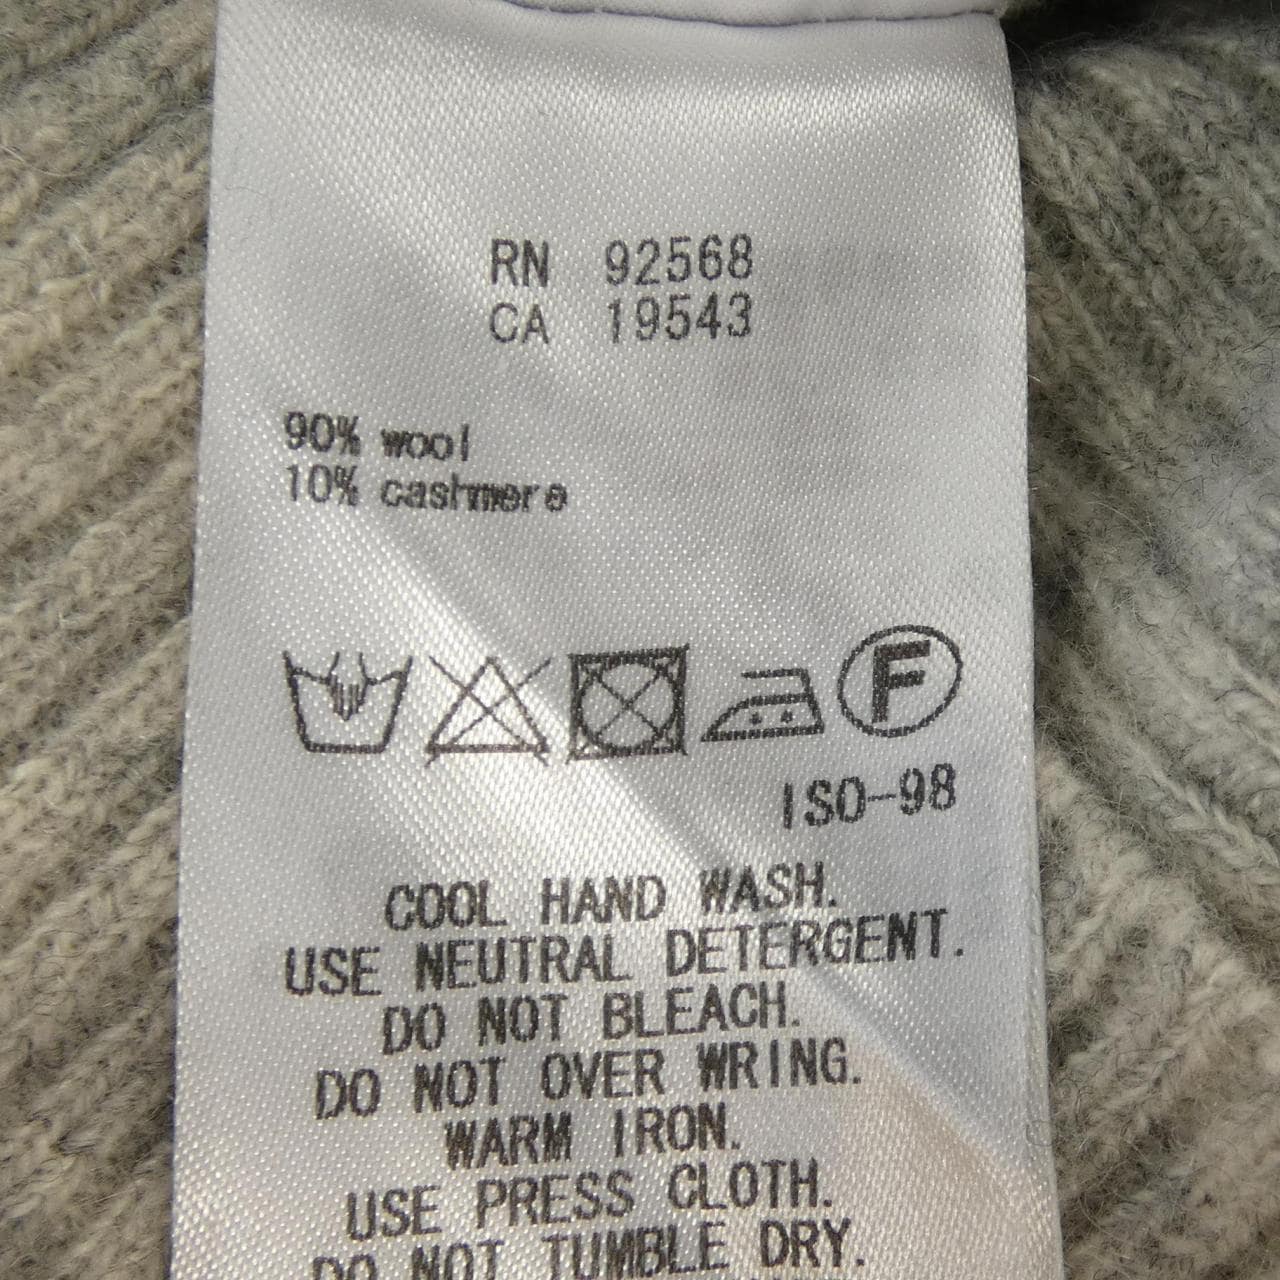 RN 92568
CA 19543
90% wool
10% cashmere
F
ISO-98
COOL HAND WASH.
USE NEUTRAL DETERGENT.
DO NOT BLEACH.
DO NOT OVER WRING.
WARM IRON.
USE PRESS CLOTH.
DO NOT TUMBLE DRY.